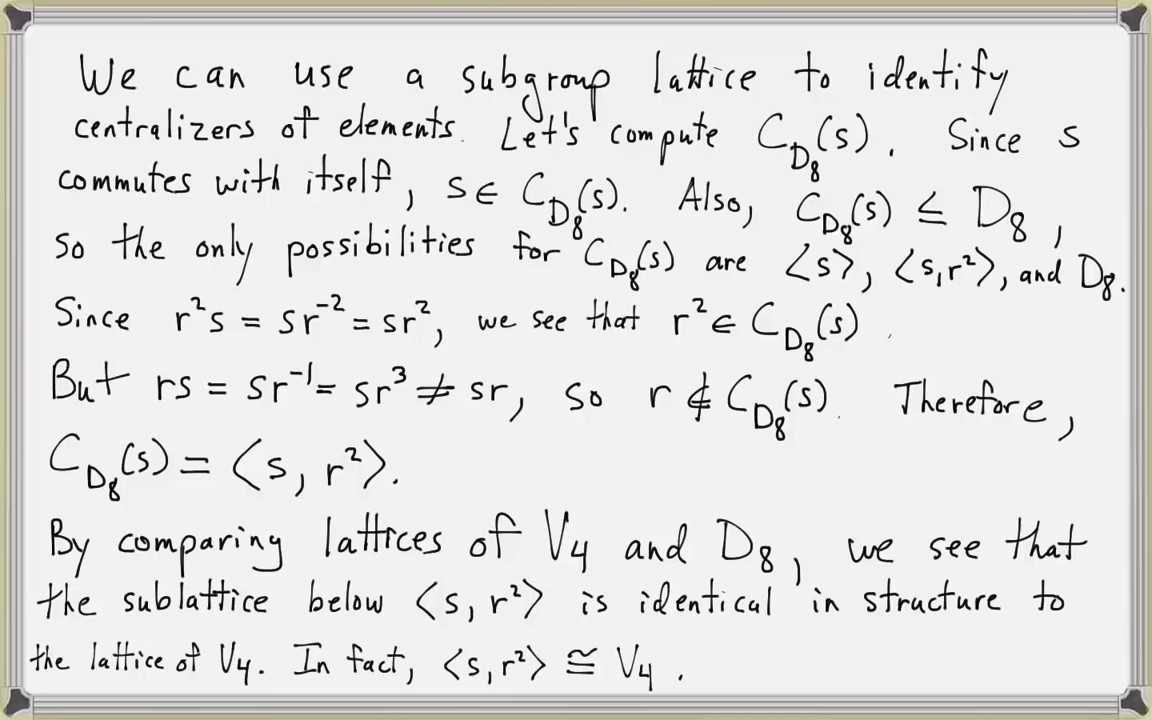 We can use a subgroup lattice to identify
centralizers of elements. Let's compute C_{D_8}(s). Since s
commutes with itself, s ∈ C_{D_8}(s). Also, C_{D_8}(s) ≤ D_8,
so the only possibilities for C_{D_8}(s) are ⟨s⟩, ⟨s, r²⟩, and D_8.
Since r²s = sr⁻² = sr², we see that r² ∈ C_{D_8}(s).
But rs = sr⁻¹ = sr³ ≠ sr, so r ∉ C_{D_8}(s). Therefore,
C_{D_8}(s) = ⟨s, r²⟩.
By comparing lattices of V_4 and D_8, we see that
the sublattice below ⟨s, r²⟩ is identical in structure to
the lattice of V_4. In fact, ⟨s, r²⟩ ≅ V_4.